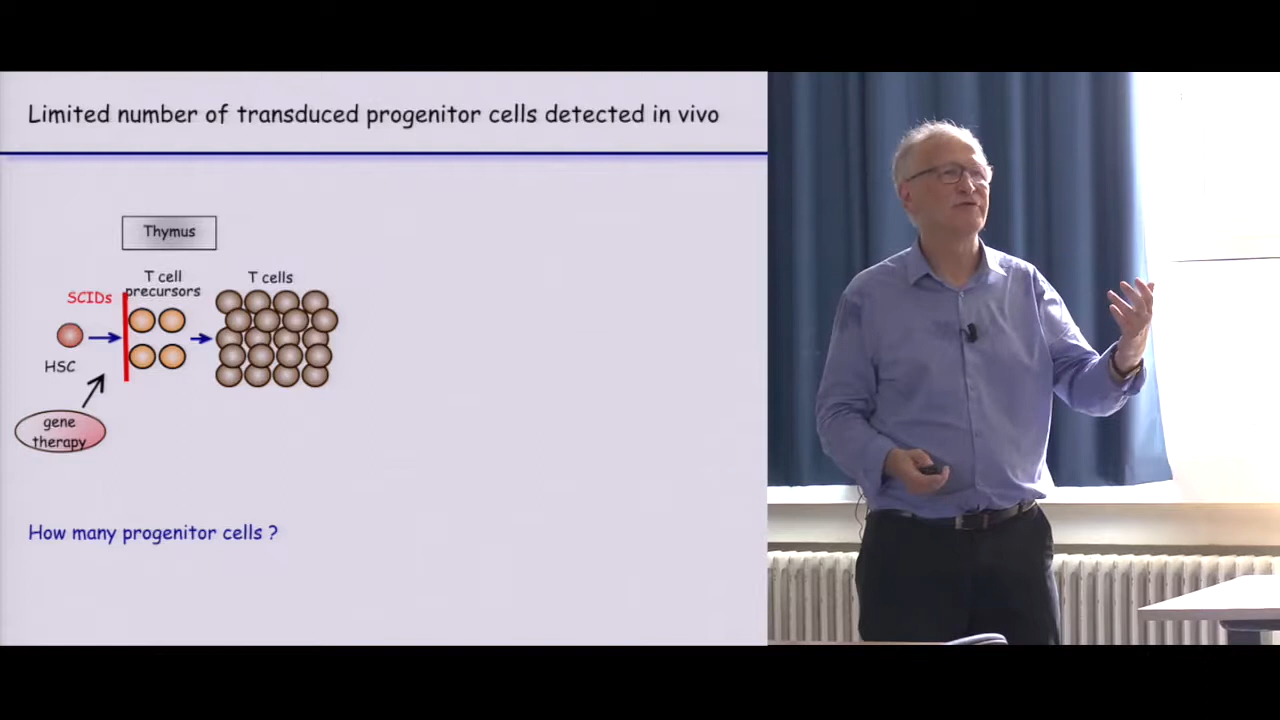 Limited number of transduced progenitor cells detected in vivo
Thymus
T cell
precursors
T cells
SCIDs
HSC
gene
therapy
How many progenitor cells ?